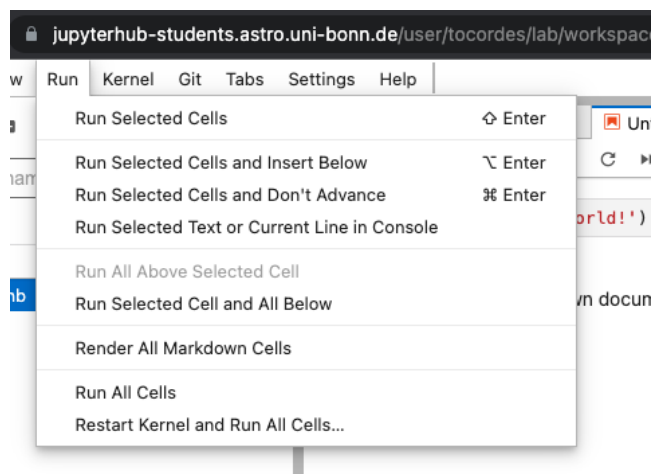 jupyterhub-students.astro.uni-bonn.de/user/tocordes/lab/workspac
w Run Kernel Git Tabs Settings Help
Run Selected Cells ⇧ Enter
Un
Run Selected Cells and Insert Below ⌥ Enter
nam
Run Selected Cells and Don't Advance ⌘ Enter
Run Selected Text or Current Line in Console
orld!')
Run All Above Selected Cell
nb
Run Selected Cell and All Below
wn docum
Render All Markdown Cells
Run All Cells
Restart Kernel and Run All Cells...